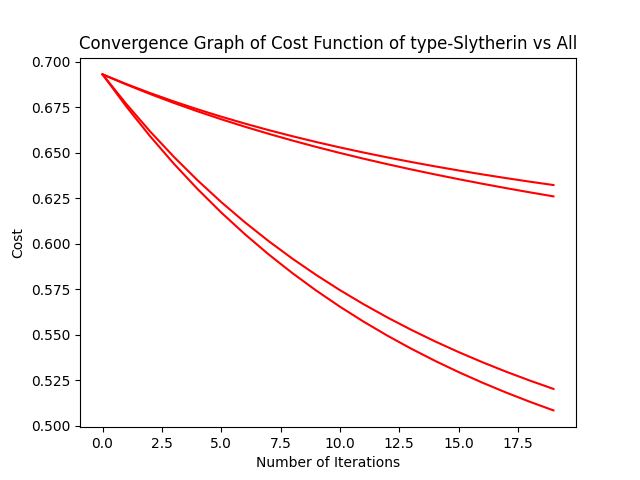 Convergence Graph of Cost Function of type-Slytherin vs All
0.700
0.675
0.650
0.625
0.600
0.575
0.550
0.525
0.500
Cost
0.0 2.5 5.0 7.5 10.0 12.5 15.0 17.5
Number of Iterations